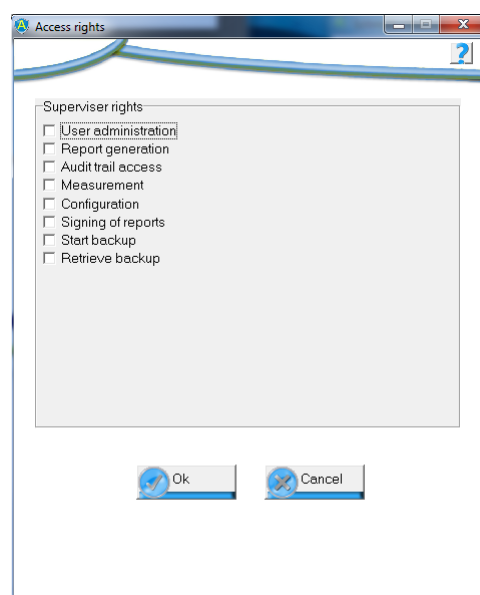 Access rights
?
Superviser rights
User administration
Report generation
Audit trail access
Measurement
Configuration
Signing of reports
Start backup
Retrieve backup
Ok
Cancel